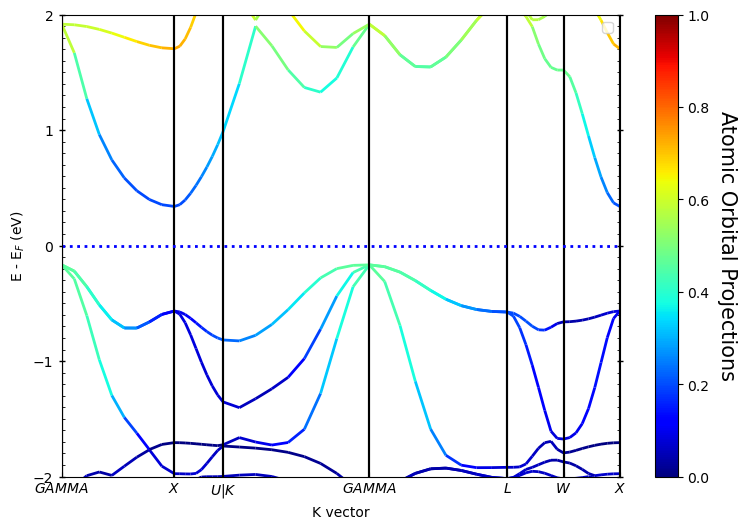 2
1
0
−1
−2
E - E_F (eV)
GAMMA X U|K GAMMA L W X
K vector
1.0
0.8
0.6
0.4
0.2
0.0
Atomic Orbital Projections